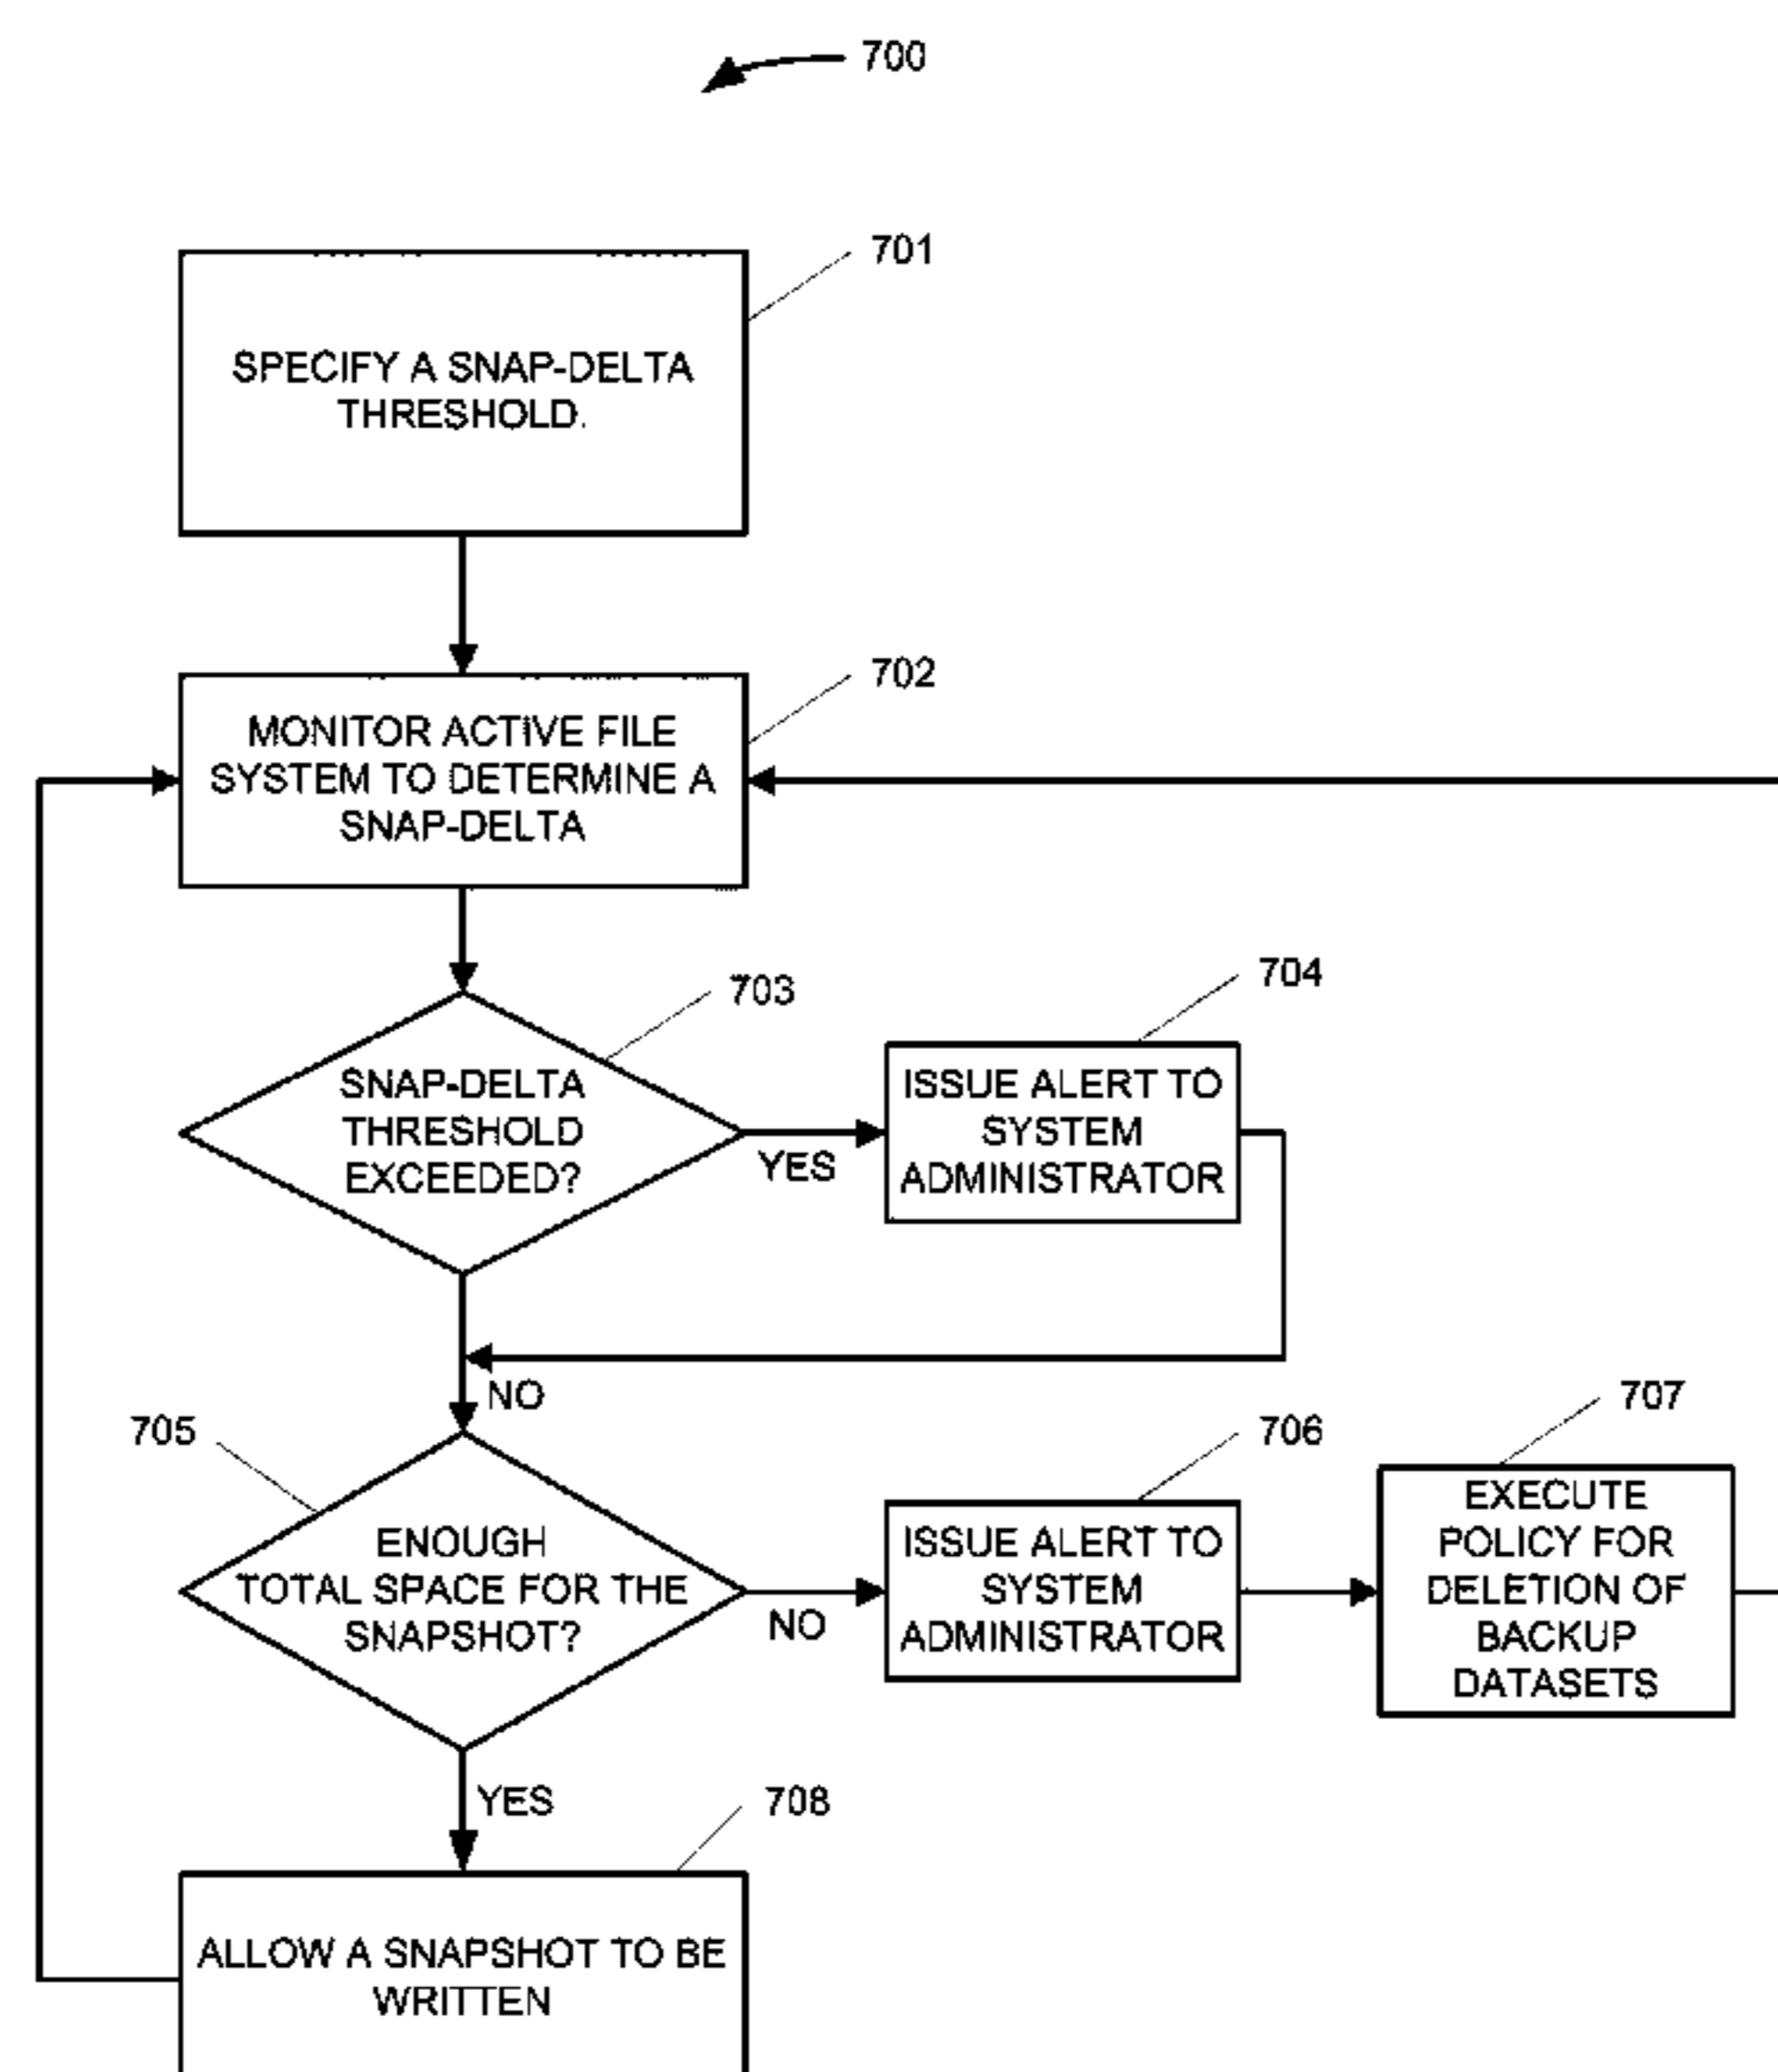 700
701
SPECIFY A SNAP-DELTA
THRESHOLD.
702
MONITOR ACTIVE FILE
SYSTEM TO DETERMINE A
SNAP-DELTA
703
SNAP-DELTA
THRESHOLD
EXCEEDED?
YES
704
ISSUE ALERT TO
SYSTEM
ADMINISTRATOR
NO
705
ENOUGH
TOTAL SPACE FOR THE
SNAPSHOT?
NO
706
ISSUE ALERT TO
SYSTEM
ADMINISTRATOR
707
EXECUTE
POLICY FOR
DELETION OF
BACKUP
DATASETS
YES
708
ALLOW A SNAPSHOT TO BE
WRITTEN